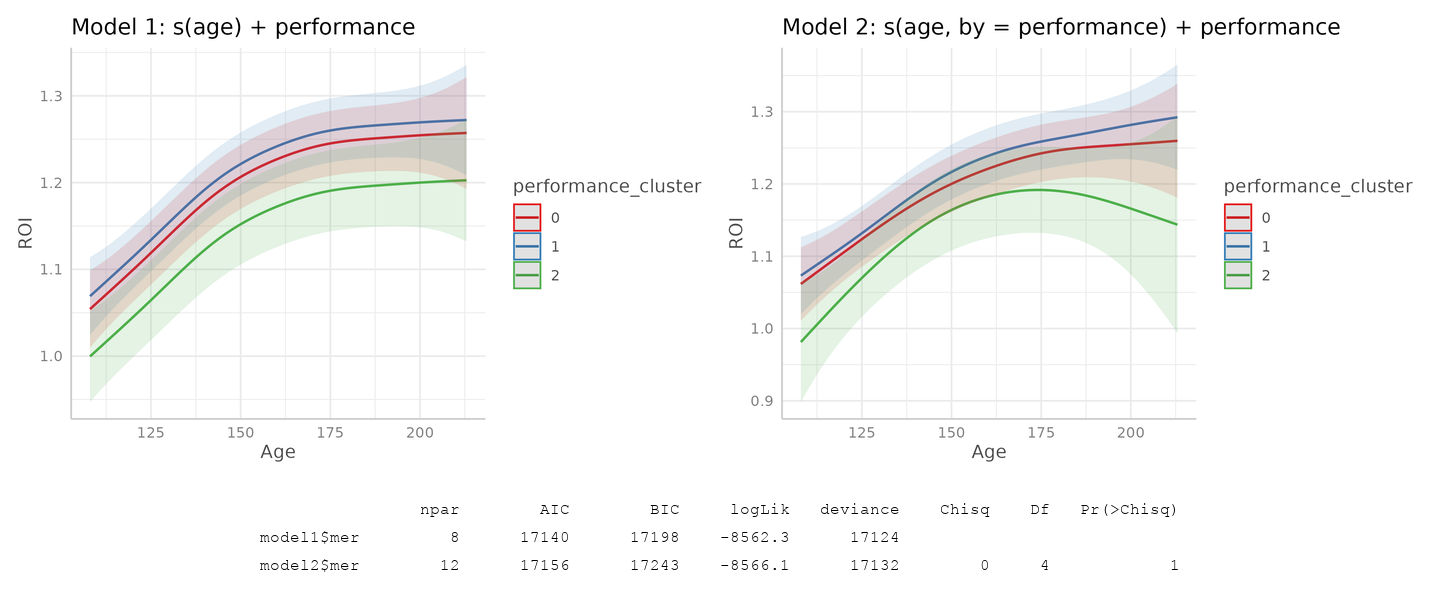 Model 1: s(age) + performance
1.3
1.2
1.1
1.0
ROI
125 150 175 200
Age
performance_cluster
0
1
2
Model 2: s(age, by = performance) + performance
1.3
1.2
1.1
1.0
0.9
ROI
125 150 175 200
Age
performance_cluster
0
1
2
npar AIC BIC logLik deviance Chisq Df Pr(>Chisq)
model1$mer 8 17140 17198 -8562.3 17124
model2$mer 12 17156 17243 -8566.1 17132 0 4 1